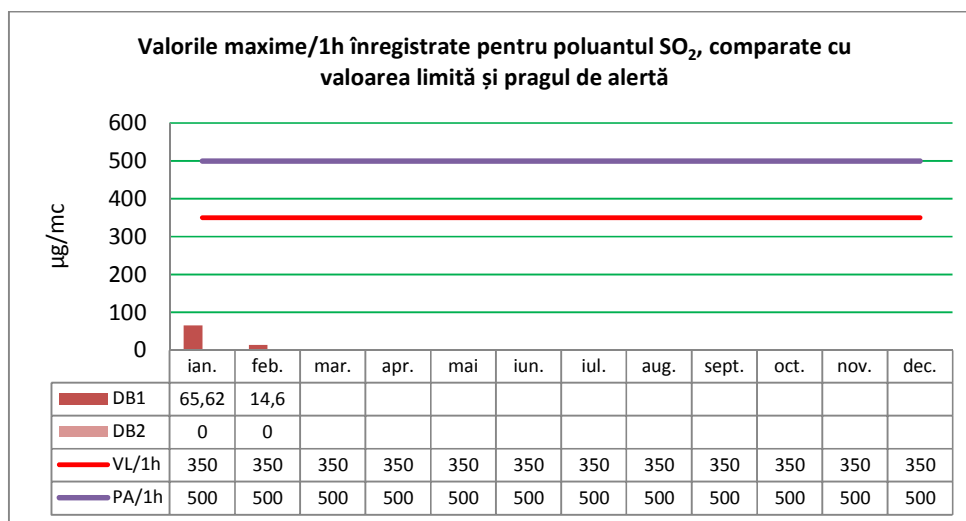 Valorile maxime/1h înregistrate pentru poluantul SO₂, comparate cu
valoarea limită și pragul de alertă
600
500
400
300
200
100
0
µg/mc
ian. feb. mar. apr. mai iun. iul. aug. sept. oct. nov. dec.
DB1 65,62 14,6
DB2 0 0
VL/1h 350 350 350 350 350 350 350 350 350 350 350 350
PA/1h 500 500 500 500 500 500 500 500 500 500 500 500